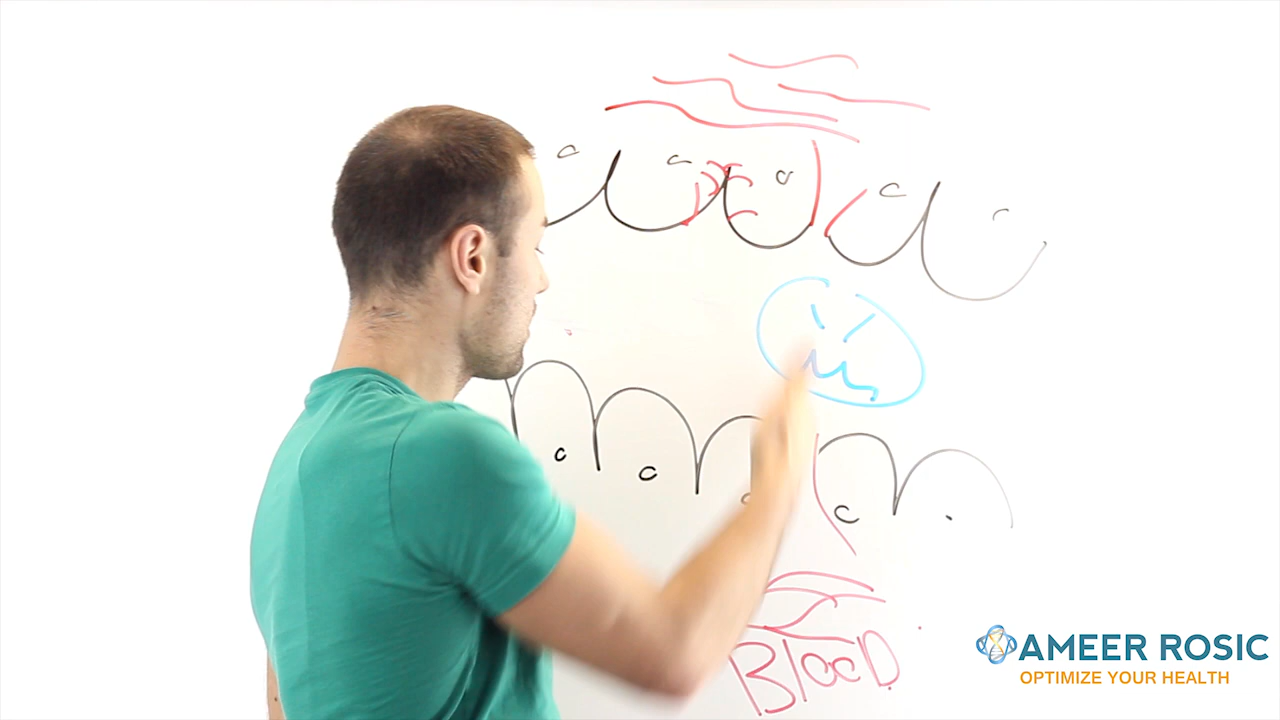 c c c c c
c c c
BlooD
AMEER ROSIC
OPTIMIZE YOUR HEALTH